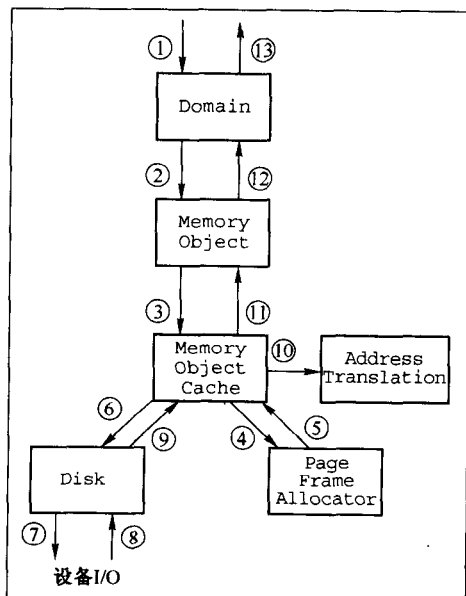 ①
⑬
Domain
②
⑫
Memory
Object
③
⑪
Memory
Object
Cache
⑩
Address
Translation
⑥
⑨
④
⑤
Disk
Page
Frame
Allocator
⑦
⑧
设备I/O